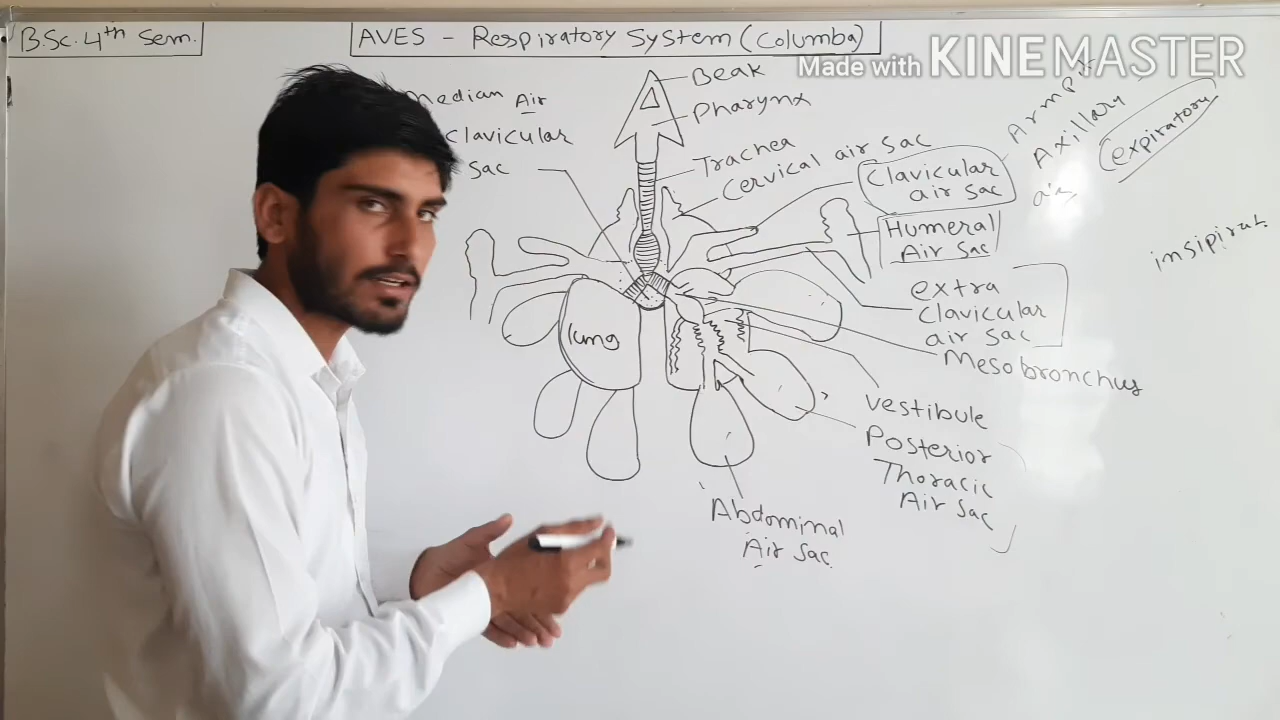 B.Sc. 4th Sem.
AVES - Respiratory System (Columba)
Made with KINEMASTER
Median Air
Clavicular
Sac
Beak
Pharynx
Trachea
Cervical air sac
Clavicular
air sac
Armpit
Axillary
air
expiratory
Humeral
Air Sac
insipirat
extra
Clavicular
air sac
Mesobronchus
lung
Vestibule
Posterior
Thoracic
Air Sac
Abdominal
Air Sac